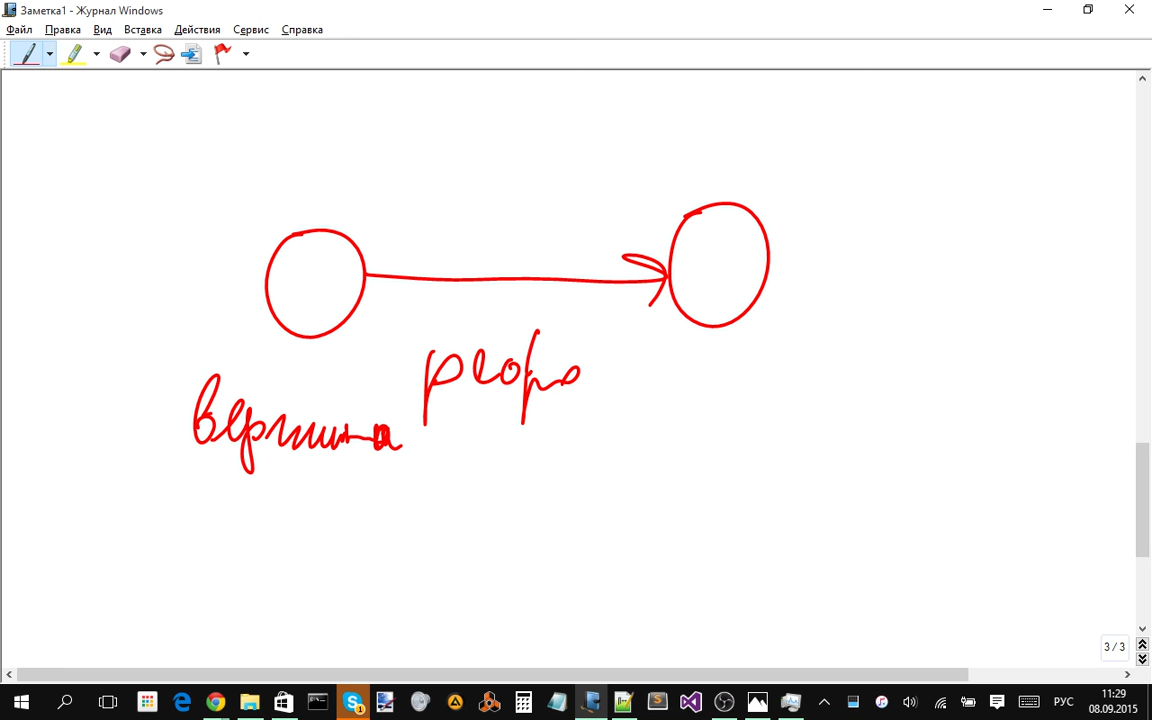 Заметка1 - Журнал Windows
Файл Правка Вид Вставка Действия Сервис Справка
ребро
вершина
3 / 3
РУС
11:29
08.09.2015